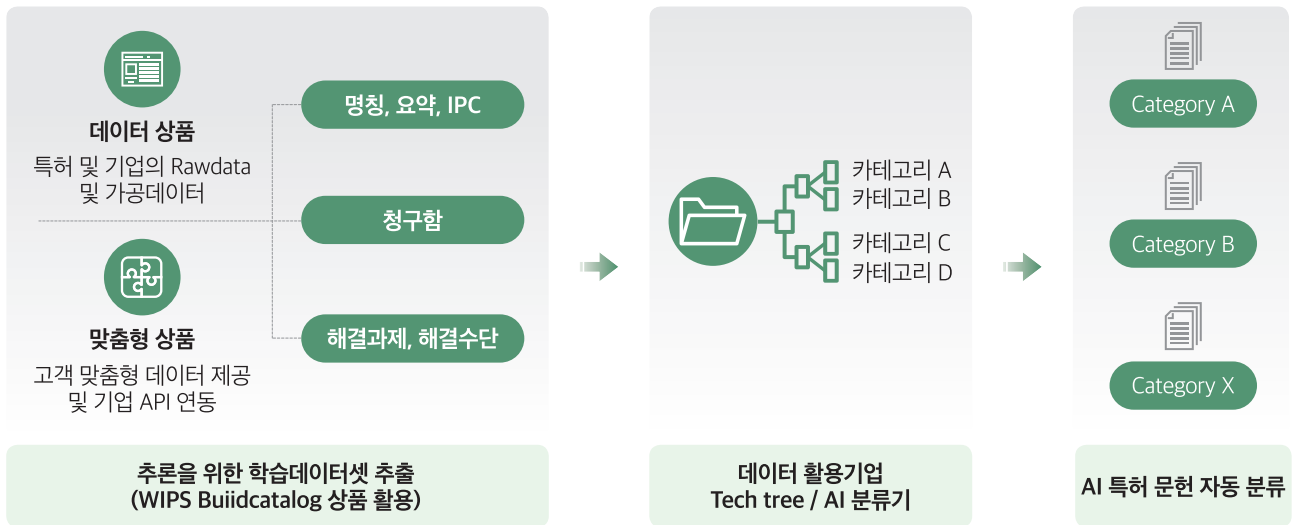 데이터 상품
특허 및 기업의 Rawdata
및 가공데이터
맞춤형 상품
고객 맞춤형 데이터 제공
및 기업 API 연동
명칭, 요약, IPC
청구함
해결과제, 해결수단
추론을 위한 학습데이터셋 추출
(WIPS Buiidcatalog 상품 활용)
카테고리 A
카테고리 B
카테고리 C
카테고리 D
데이터 활용기업
Tech tree / AI 분류기
Category A
Category B
Category X
AI 특허 문헌 자동 분류